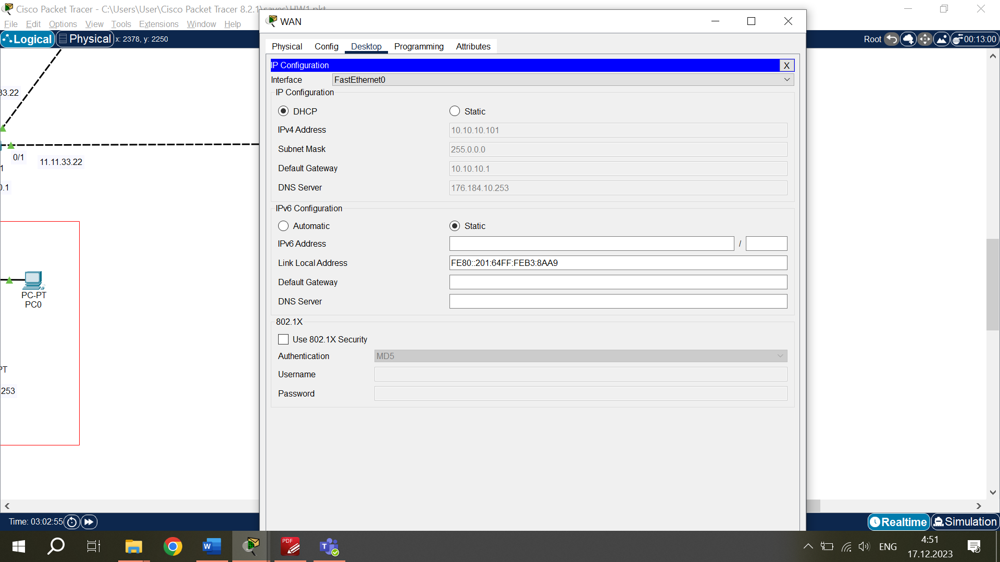 Cisco Packet Tracer - C:\Users\User\Cisco Packet Tracer 8.2.1\saves\HW1.pkt
File Edit Options View Tools Extensions Window Help
Logical Physical x: 2378, y: 2250
Root 00:13:00
WAN
Physical Config Desktop Programming Attributes
IP Configuration X
Interface FastEthernet0
IP Configuration
DHCP Static
IPv4 Address 10.10.10.101
Subnet Mask 255.0.0.0
Default Gateway 10.10.10.1
DNS Server 176.184.10.253
IPv6 Configuration
Automatic Static
IPv6 Address /
Link Local Address FE80::201:64FF:FEB3:8AA9
Default Gateway
DNS Server
802.1X
Use 802.1X Security
Authentication MD5
Username
Password
33.22
0/1
11.11.33.22
1
0.1
PC-PT
PC0
PT
253
Time: 03:02:55
Realtime Simulation
PDF
ENG
4:51
17.12.2023